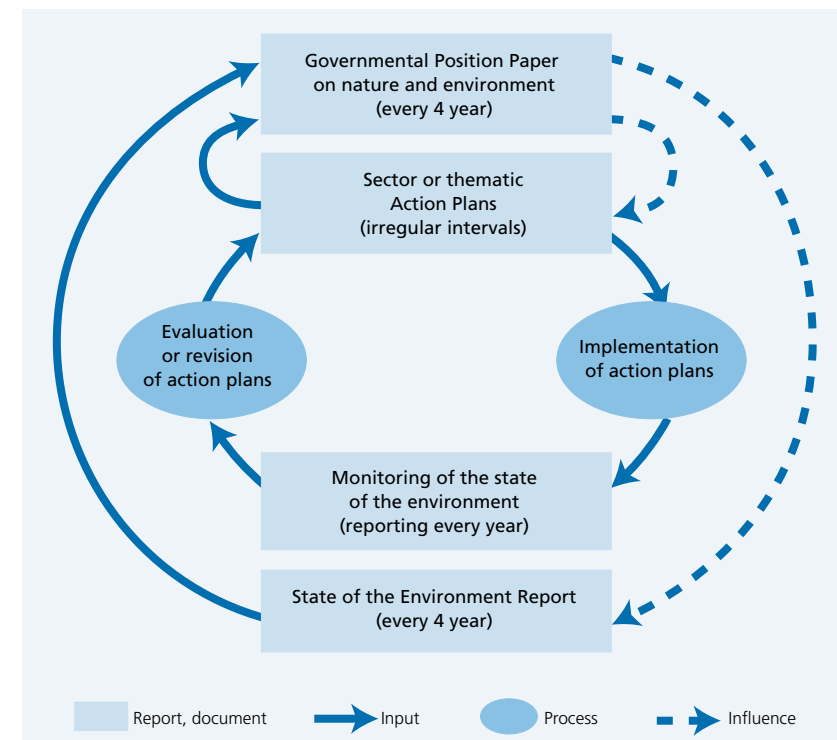 Governmental Position Paper
on nature and environment
(every 4 year)
Sector or thematic
Action Plans
(irregular intervals)
Evaluation
or revision
of action plans
Implementation
of action plans
Monitoring of the state
of the environment
(reporting every year)
State of the Environment Report
(every 4 year)
Report, document
Input
Process
Influence